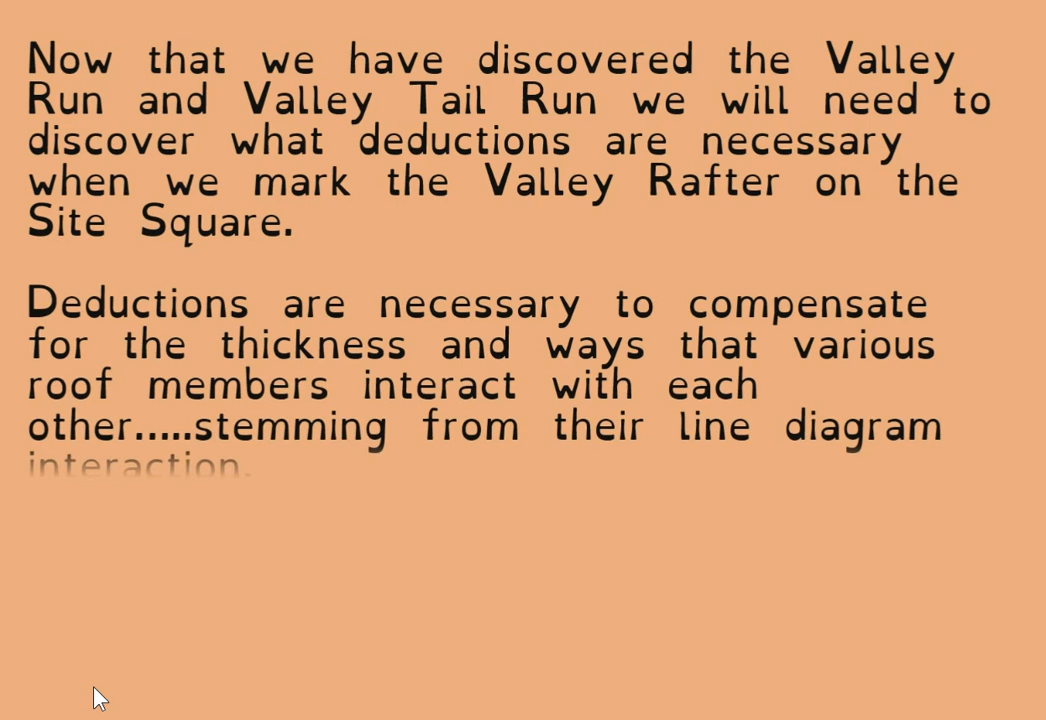 Now that we have discovered the Valley
Run and Valley Tail Run we will need to
discover what deductions are necessary
when we mark the Valley Rafter on the
Site Square.
Deductions are necessary to compensate
for the thickness and ways that various
roof members interact with each
other.....stemming from their line diagram
interaction.